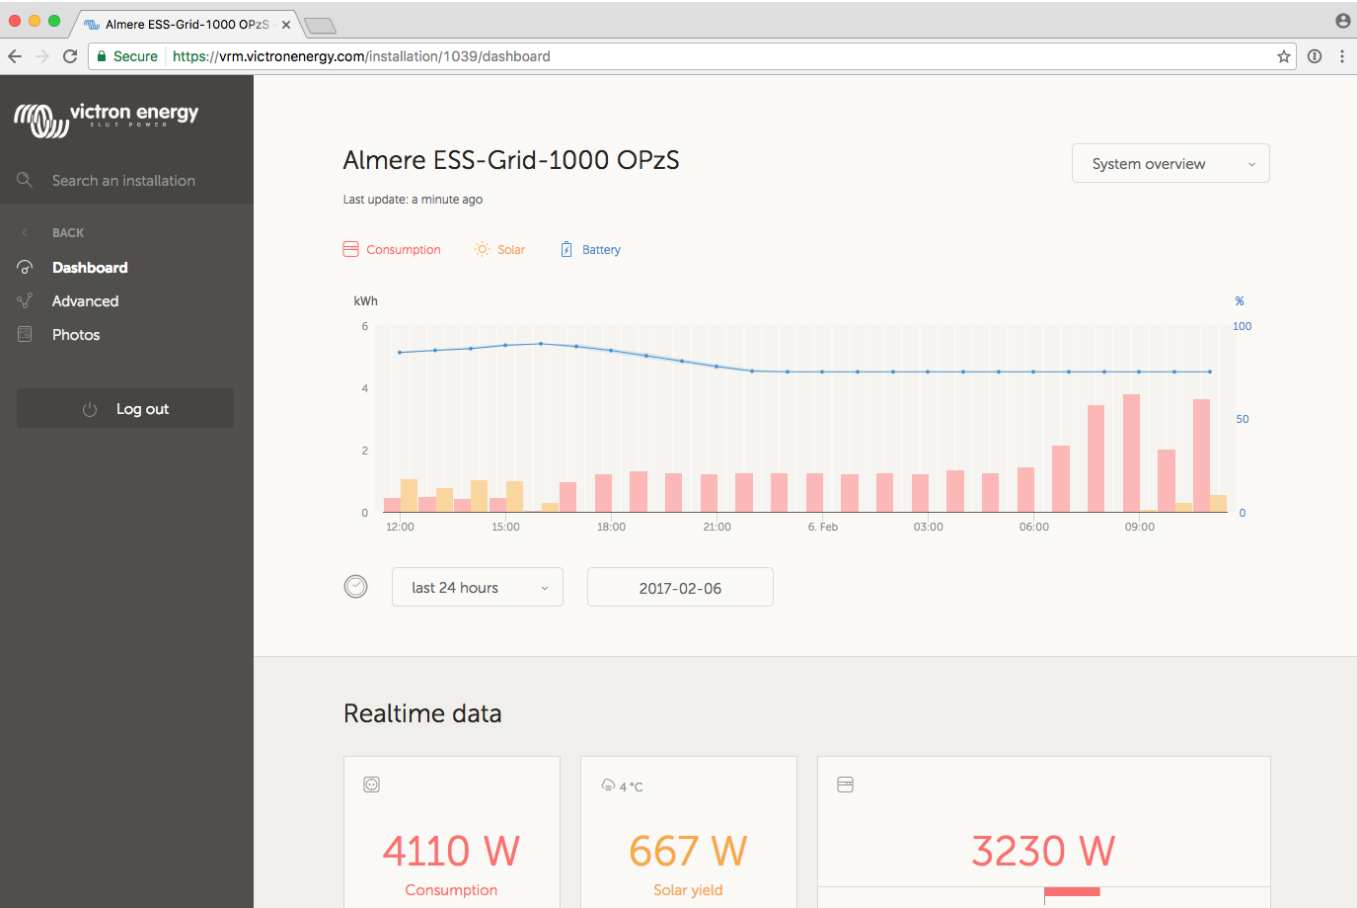 Almere ESS-Grid-1000 OPzS
Secure https://vrm.victronenergy.com/installation/1039/dashboard
victron energy
BLUE POWER
Search an installation
BACK
Dashboard
Advanced
Photos
Log out
Almere ESS-Grid-1000 OPzS
System overview
Last update: a minute ago
Consumption Solar Battery
kWh %
6 100
4
50
2
0 0
12:00 15:00 18:00 21:00 6. Feb 03:00 06:00 09:00
last 24 hours 2017-02-06
Realtime data
4 °C
4110 W 667 W 3230 W
Consumption Solar yield